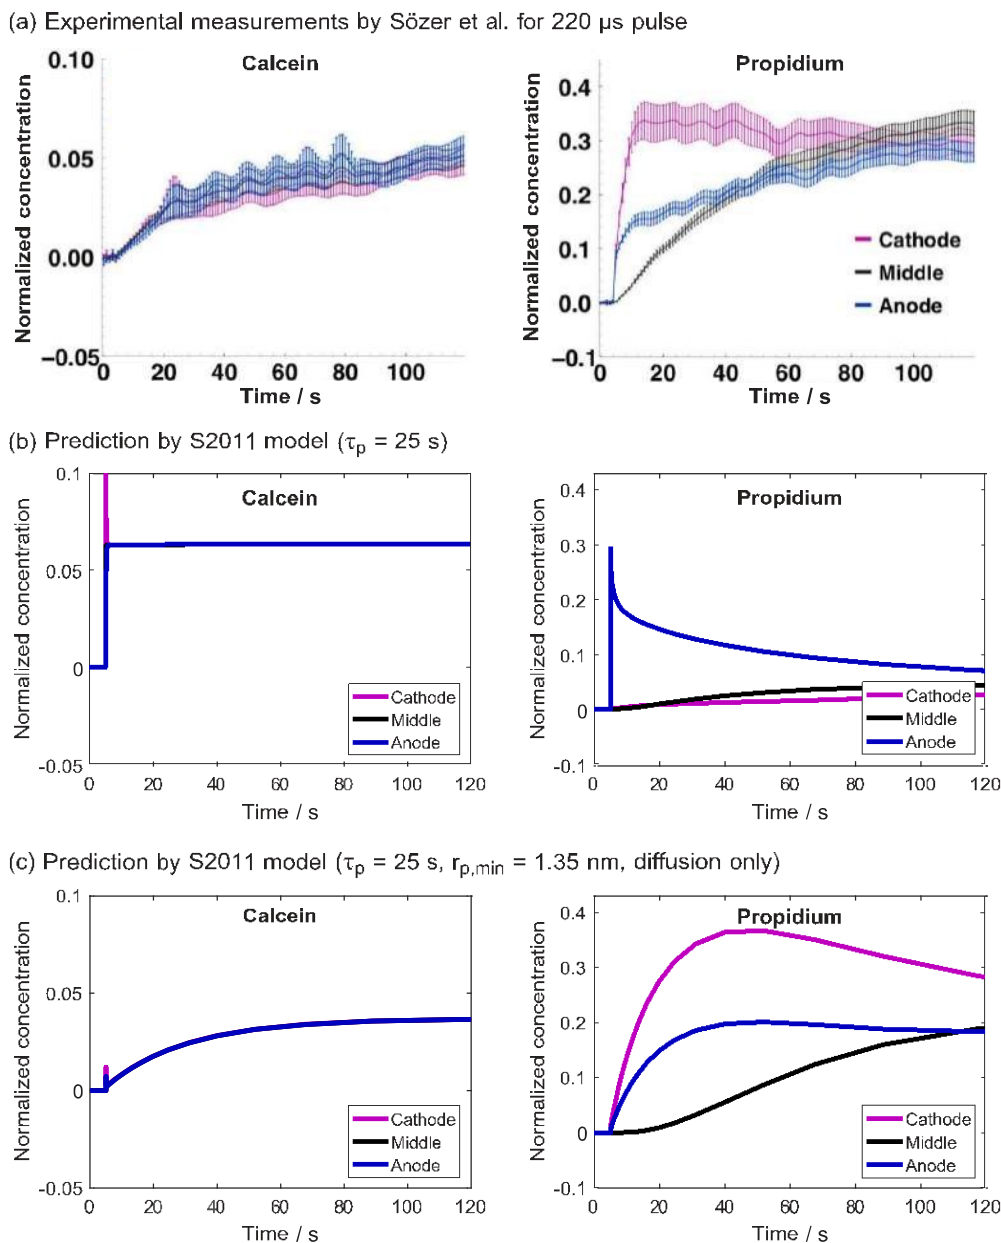 (a) Experimental measurements by Sözer et al. for 220 µs pulse
Calcein
Normalized concentration
0.10
0.05
0.00
−0.05
0 20 40 60 80 100
Time / s
Propidium
Normalized concentration
0.4
0.3
0.2
0.1
0.0
−0.1
Cathode
Middle
Anode
0 20 40 60 80 100
Time / s
(b) Prediction by S2011 model (τp = 25 s)
Calcein
Normalized concentration
0.1
0.05
0
-0.05
Cathode
Middle
Anode
0 20 40 60 80 100 120
Time / s
Propidium
Normalized concentration
0.4
0.3
0.2
0.1
0
-0.1
Cathode
Middle
Anode
0 20 40 60 80 100 120
Time / s
(c) Prediction by S2011 model (τp = 25 s, rp,min = 1.35 nm, diffusion only)
Calcein
Normalized concentration
0.1
0.05
0
-0.05
Cathode
Middle
Anode
0 20 40 60 80 100 120
Time / s
Propidium
Normalized concentration
0.4
0.3
0.2
0.1
0
-0.1
Cathode
Middle
Anode
0 20 40 60 80 100 120
Time / s